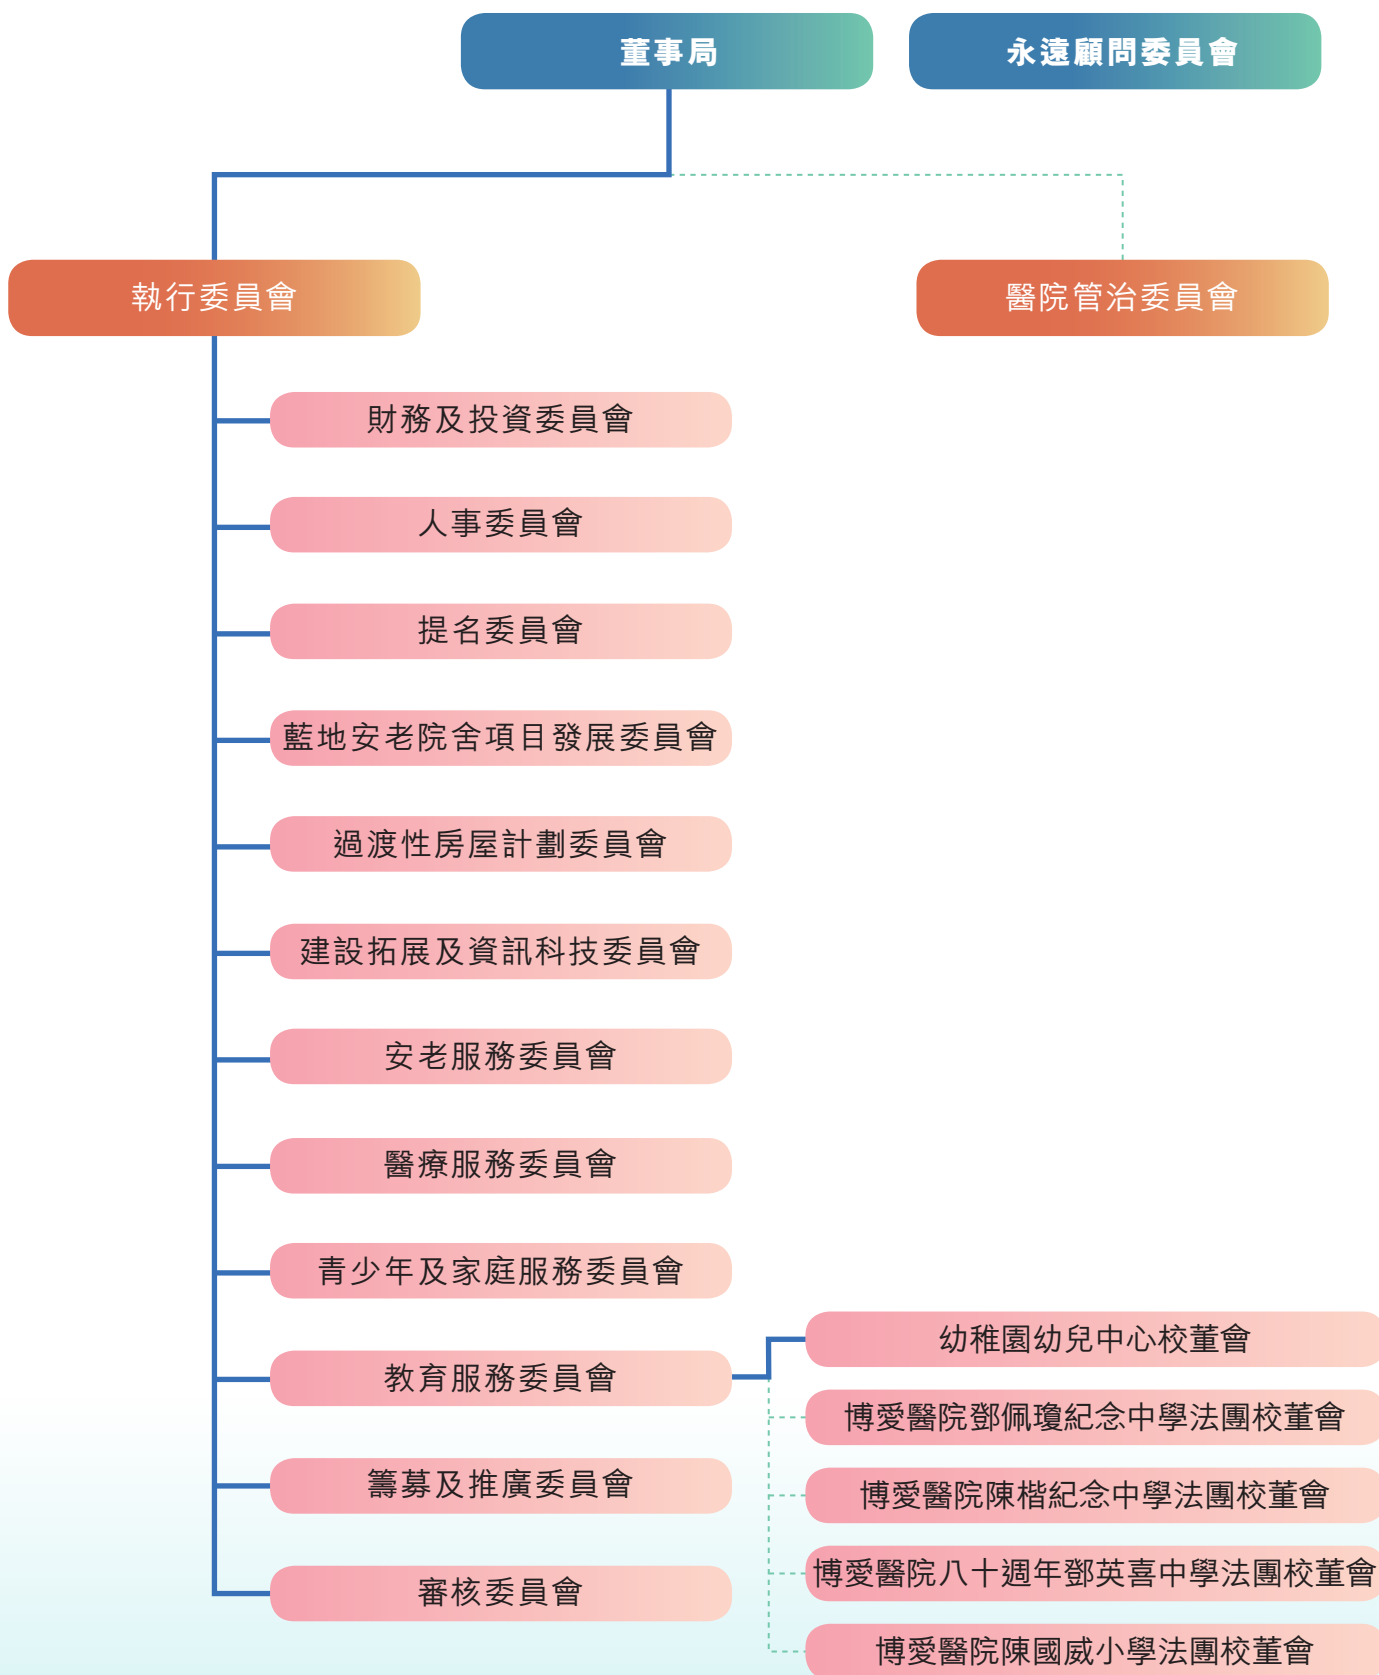 董事局
永遠顧問委員會
執行委員會
醫院管治委員會
財務及投資委員會
人事委員會
提名委員會
藍地安老院舍項目發展委員會
過渡性房屋計劃委員會
建設拓展及資訊科技委員會
安老服務委員會
醫療服務委員會
青少年及家庭服務委員會
教育服務委員會
籌募及推廣委員會
審核委員會
幼稚園幼兒中心校董會
博愛醫院鄧佩瓊紀念中學法團校董會
博愛醫院陳楷紀念中學法團校董會
博愛醫院八十週年鄧英喜中學法團校董會
博愛醫院陳國威小學法團校董會